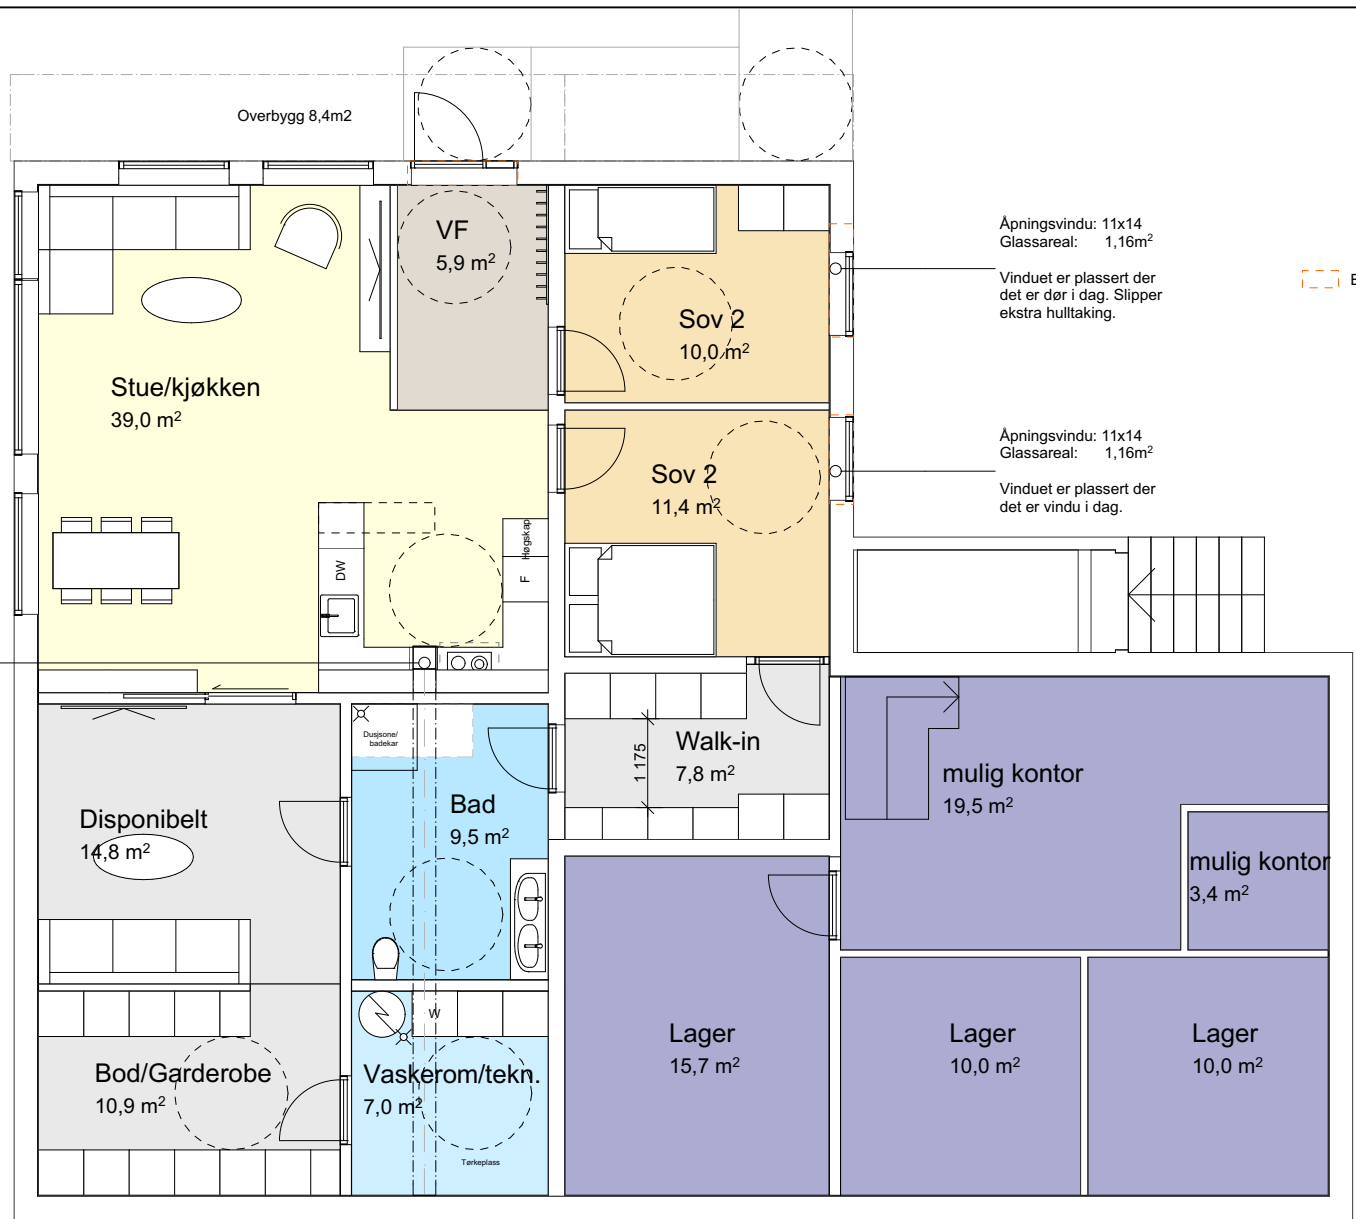 Overbygg 8,4m2
VF
5,9 m²
Sov 2
10,0 m²
Åpningsvindu: 11x14
Glassareal: 1,16m²
Vinduet er plassert der
det er dør i dag. Slipper
ekstra hulltaking.
Stue/kjøkken
39,0 m²
Sov 2
11,4 m²
Åpningsvindu: 11x14
Glassareal: 1,16m²
Vinduet er plassert der
det er vindu i dag.
Høgskap
F
DW
Dusjsone/
badekar
Walk-in
7,8 m²
1 175
mulig kontor
19,5 m²
Disponibelt
14,8 m²
Bad
9,5 m²
mulig kontor
3,4 m²
W
Lager
15,7 m²
Lager
10,0 m²
Lager
10,0 m²
Bod/Garderobe
10,9 m²
Vaskerom/tekn.
7,0 m²
Tørkeplass